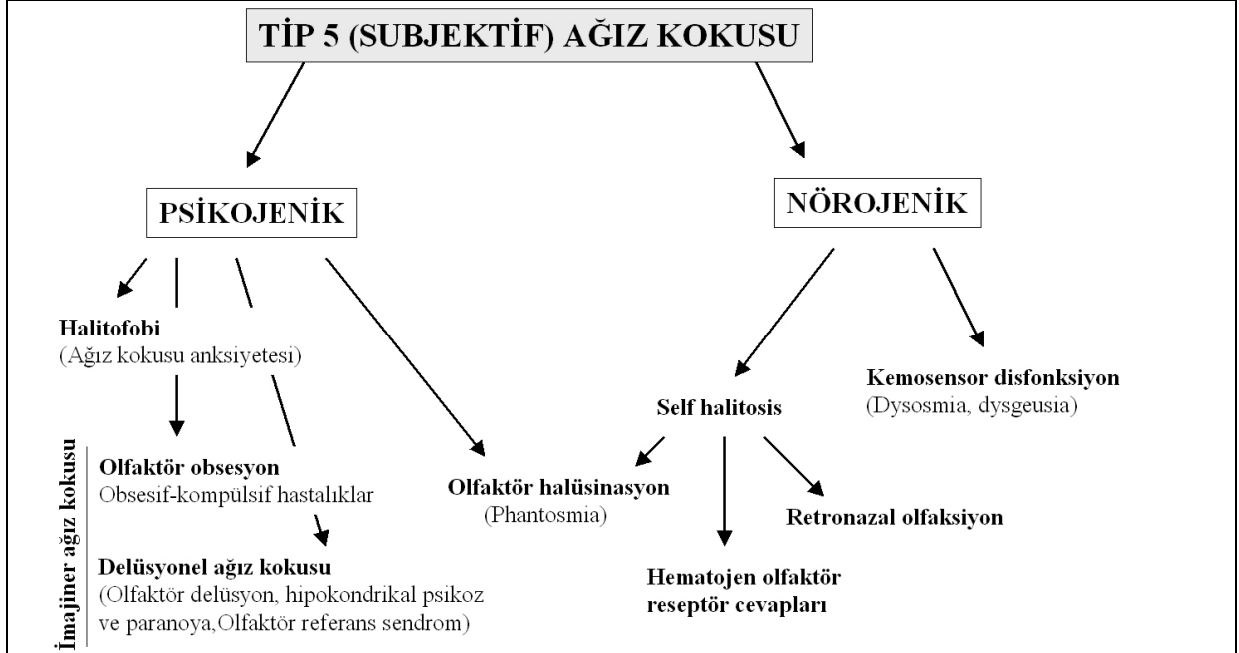 TİP 5 (SUBJEKTİF) AĞIZ KOKUSU
PSİKOJENİK
NÖROJENİK
Halitofobi
(Ağız kokusu anksiyetesi)
Kemosensor disfonksiyon
(Dysosmia, dysgeusia)
Self halitosis
İmajiner ağız kokusu
Olfaktör obsesyon
Obsesif-kompülsif hastalıklar
Olfaktör halüsinasyon
(Phantosmia)
Retronazal olfaksiyon
Delüsyonel ağız kokusu
(Olfaktör delüsyon, hipokondrikal psikoz
ve paranoya,Olfaktör referans sendrom)
Hematojen olfaktör
reseptör cevapları